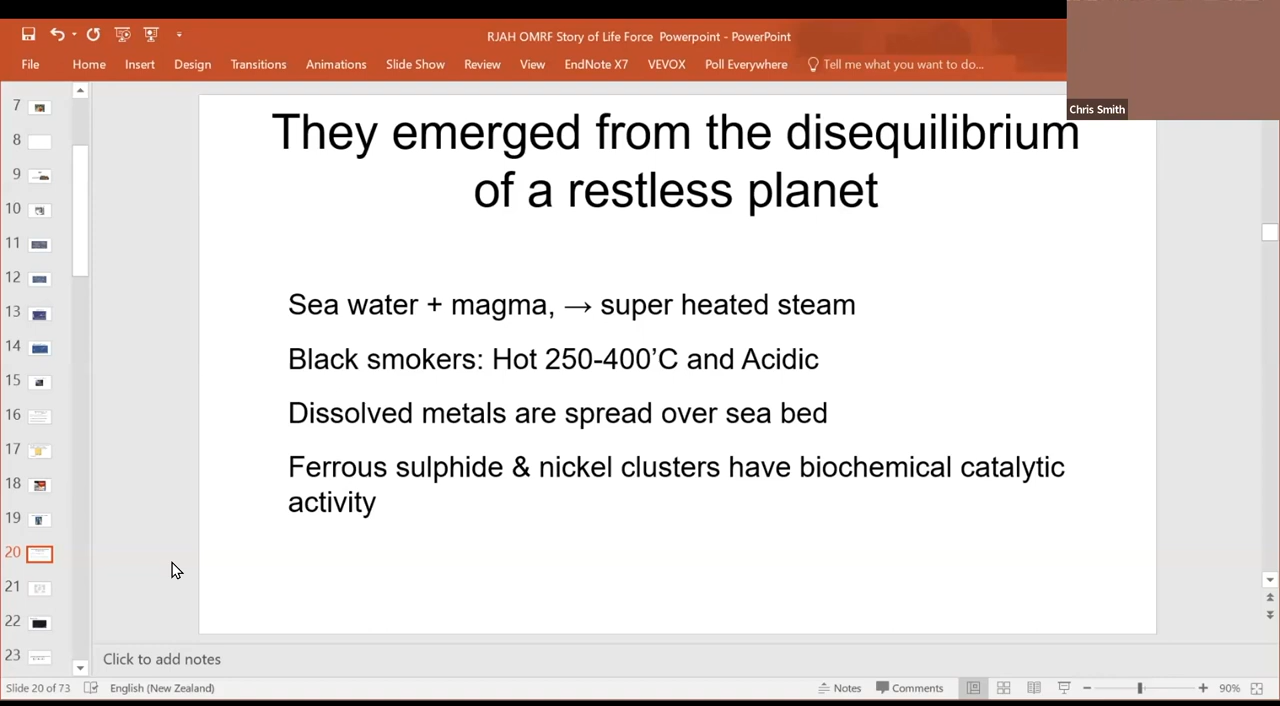 RJAH OMRF Story of Life Force Powerpoint - PowerPoint
File Home Insert Design Transitions Animations Slide Show Review View EndNote X7 VEVOX Poll Everywhere Tell me what you want to do...
Chris Smith
They emerged from the disequilibrium
of a restless planet
Sea water + magma, → super heated steam
Black smokers: Hot 250-400’C and Acidic
Dissolved metals are spread over sea bed
Ferrous sulphide & nickel clusters have biochemical catalytic
activity
7
8
9
10
11
12
13
14
15
16
17
18
19
20
21
22
23
Click to add notes
Slide 20 of 73 English (New Zealand) Notes Comments 90%